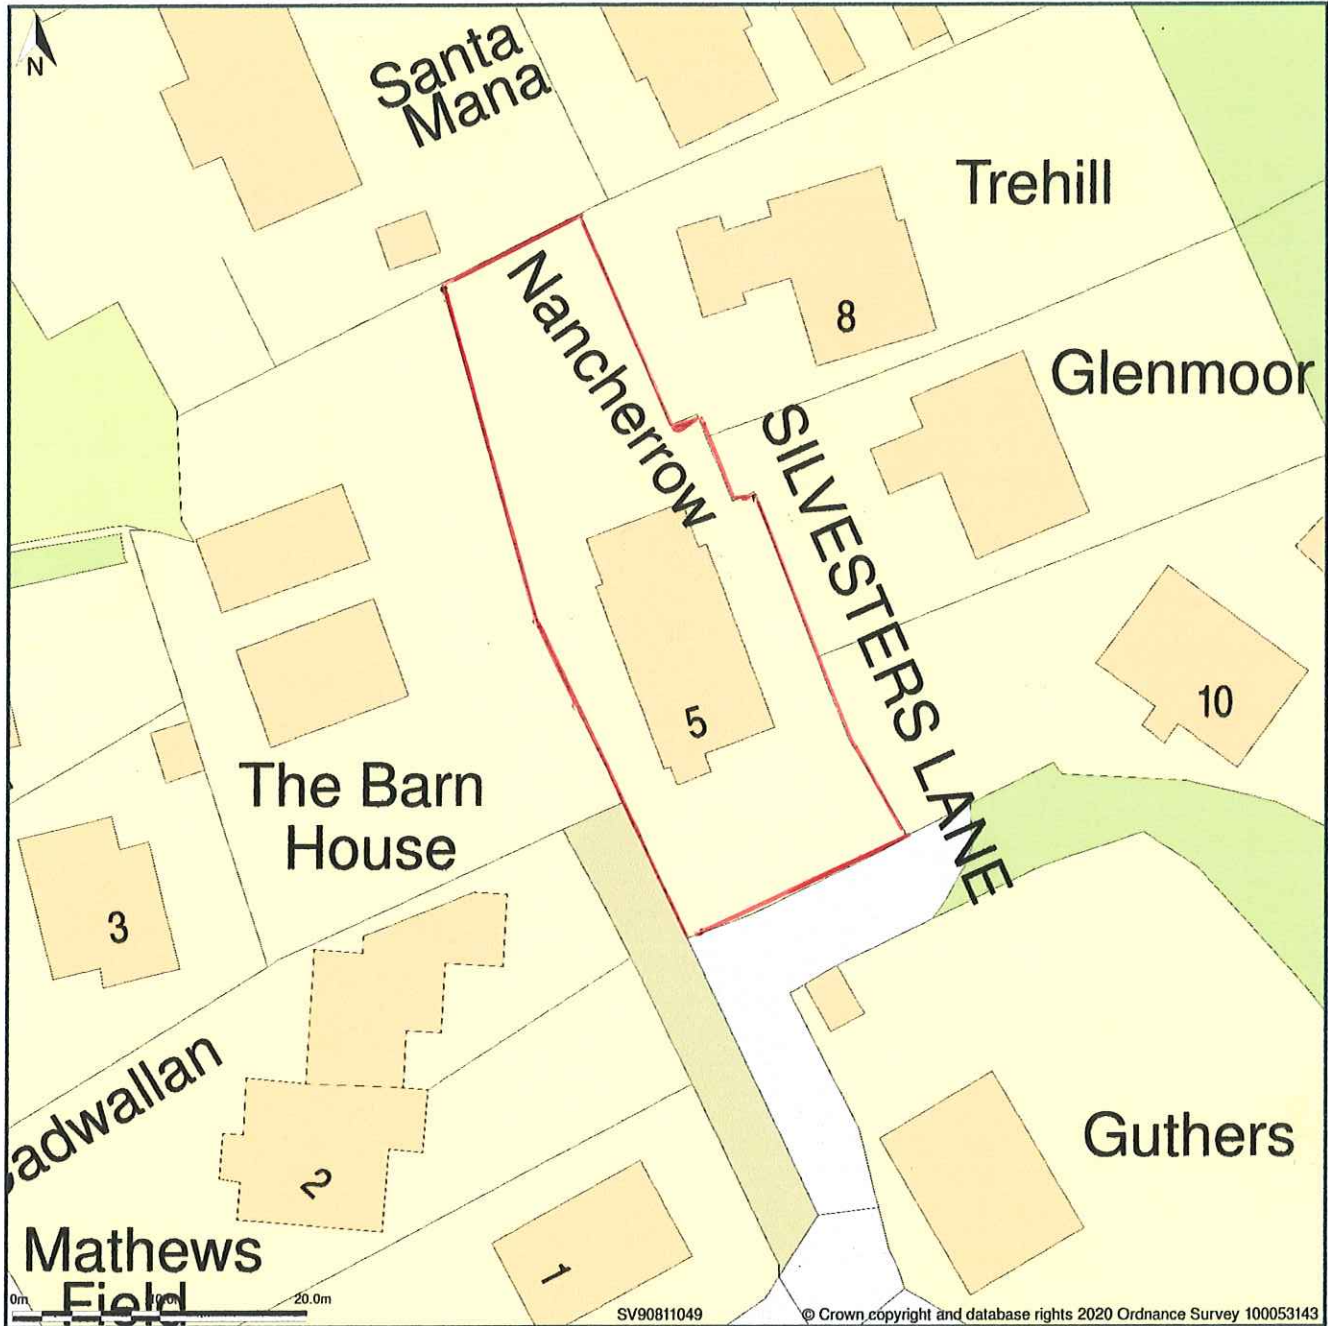 N
Santa
Mana
Trehill
Nancherrow
8
Glenmoor
SILVESTERS LANE
5
10
The Barn
House
3
adwallan
2
Guthers
Mathews
Field
1
0m
20.0m
SV90811049
© Crown copyright and database rights 2020 Ordnance Survey 100053143